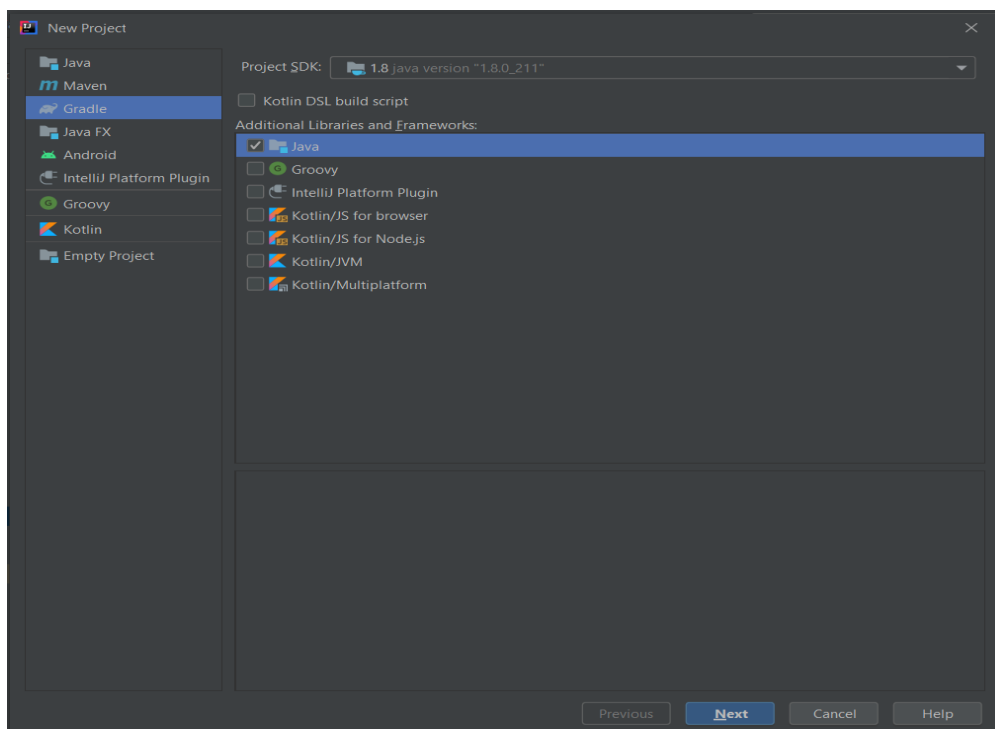 New Project
Java
Maven
Gradle
Java FX
Android
IntelliJ Platform Plugin
Groovy
Kotlin
Empty Project
Project SDK: 1.8 java version "1.8.0_211"
Kotlin DSL build script
Additional Libraries and Frameworks:
Java
Groovy
IntelliJ Platform Plugin
Kotlin/JS for browser
Kotlin/JS for Node.js
Kotlin/JVM
Kotlin/Multiplatform
Previous Next Cancel Help